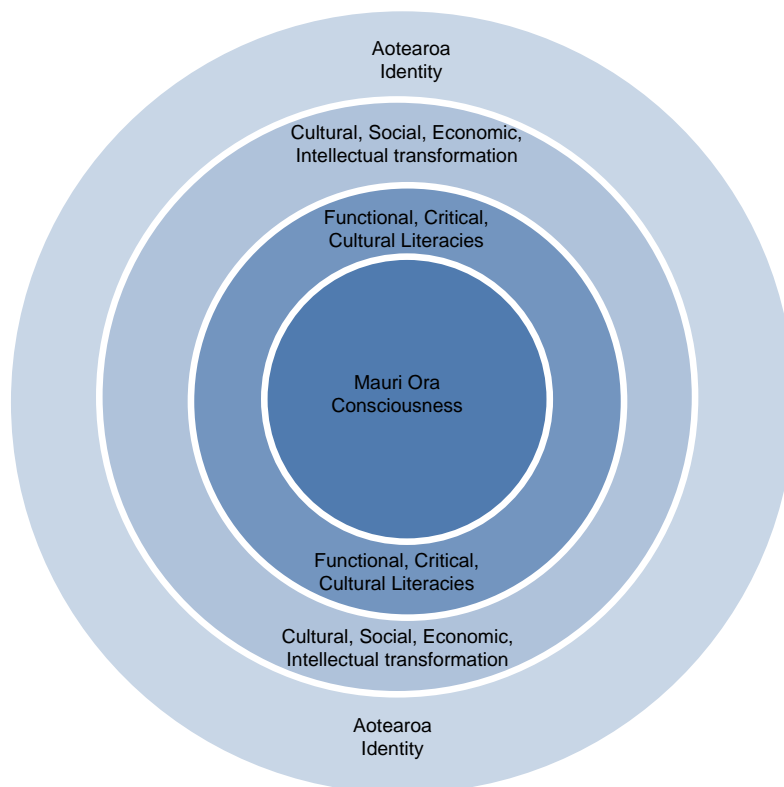 Aotearoa
Identity
Cultural, Social, Economic,
Intellectual transformation
Functional, Critical,
Cultural Literacies
Mauri Ora
Consciousness
Functional, Critical,
Cultural Literacies
Cultural, Social, Economic,
Intellectual transformation
Aotearoa
Identity